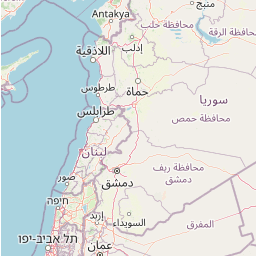 منبج
Antakya
محافظة حلب
محافظة الرقة
إدلب
اللاذقية
حماة
طرطوس
سوريا
طرابلس
محافظة حمص
لبنان
محافظة ريف
دمشق
دمشق
صور
חיפה
إربد
السويداء
المفرق
תל אביב-יפו
عمان